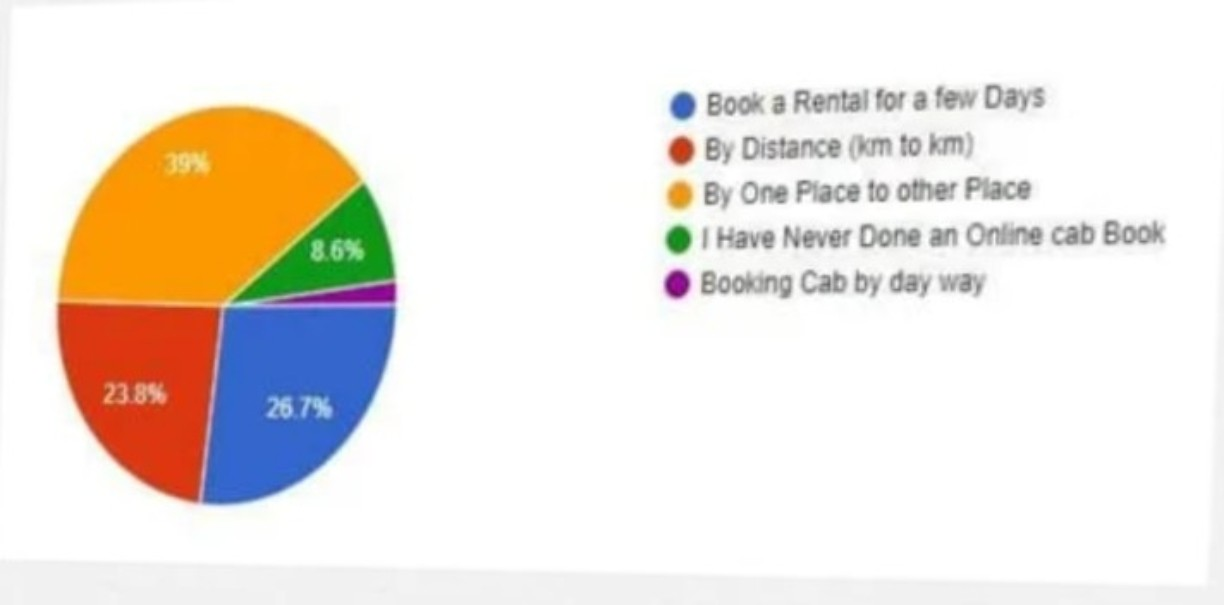 39%
8.6%
23.8%
26.7%
Book a Rental for a few Days
By Distance (km to km)
By One Place to other Place
I Have Never Done an Online cab Book
Booking Cab by day way